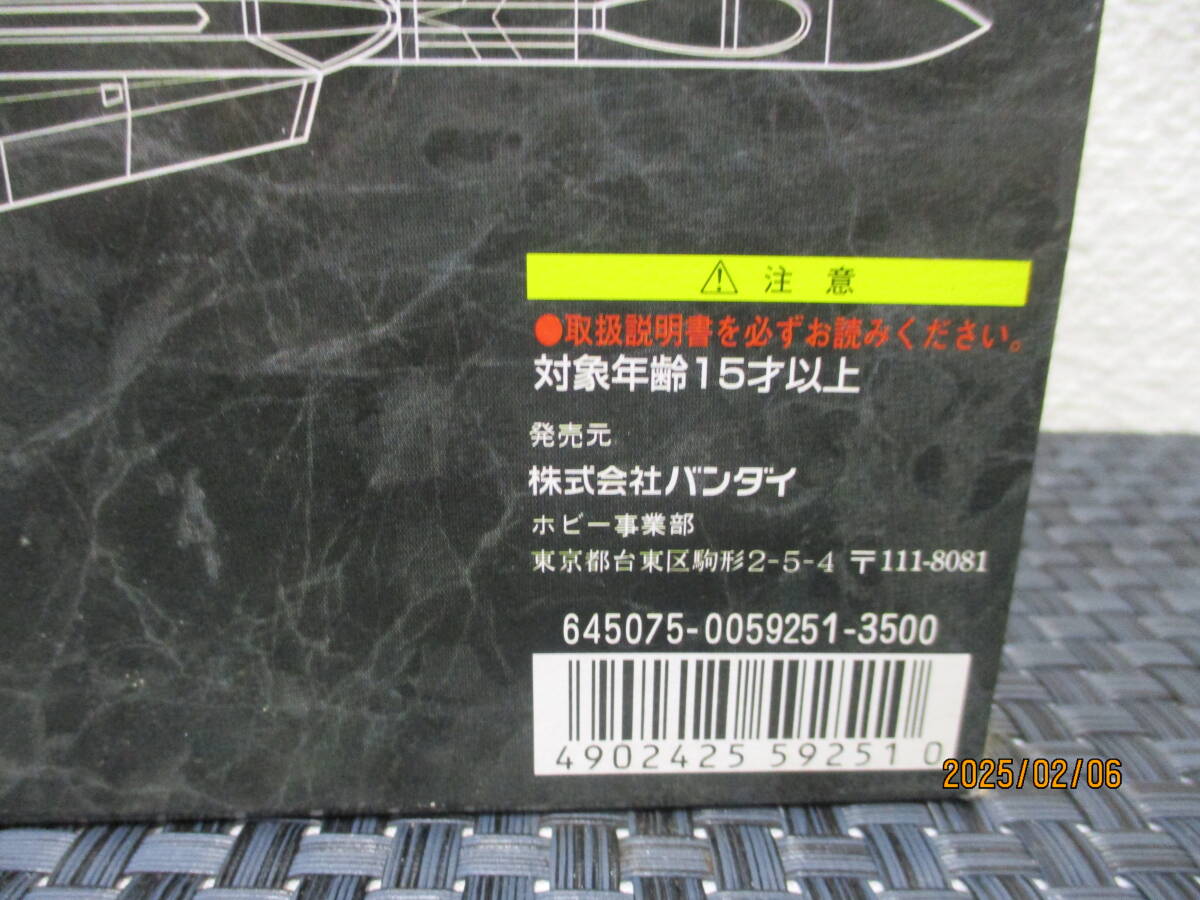 ⚠ 注意
●取扱説明書を必ずお読みください。
対象年齢15才以上
発売元
株式会社バンダイ
ホビー事業部
東京都台東区駒形2-5-4 〒111-8081
645075-0059251-3500
4902425 592510
2025/02/06